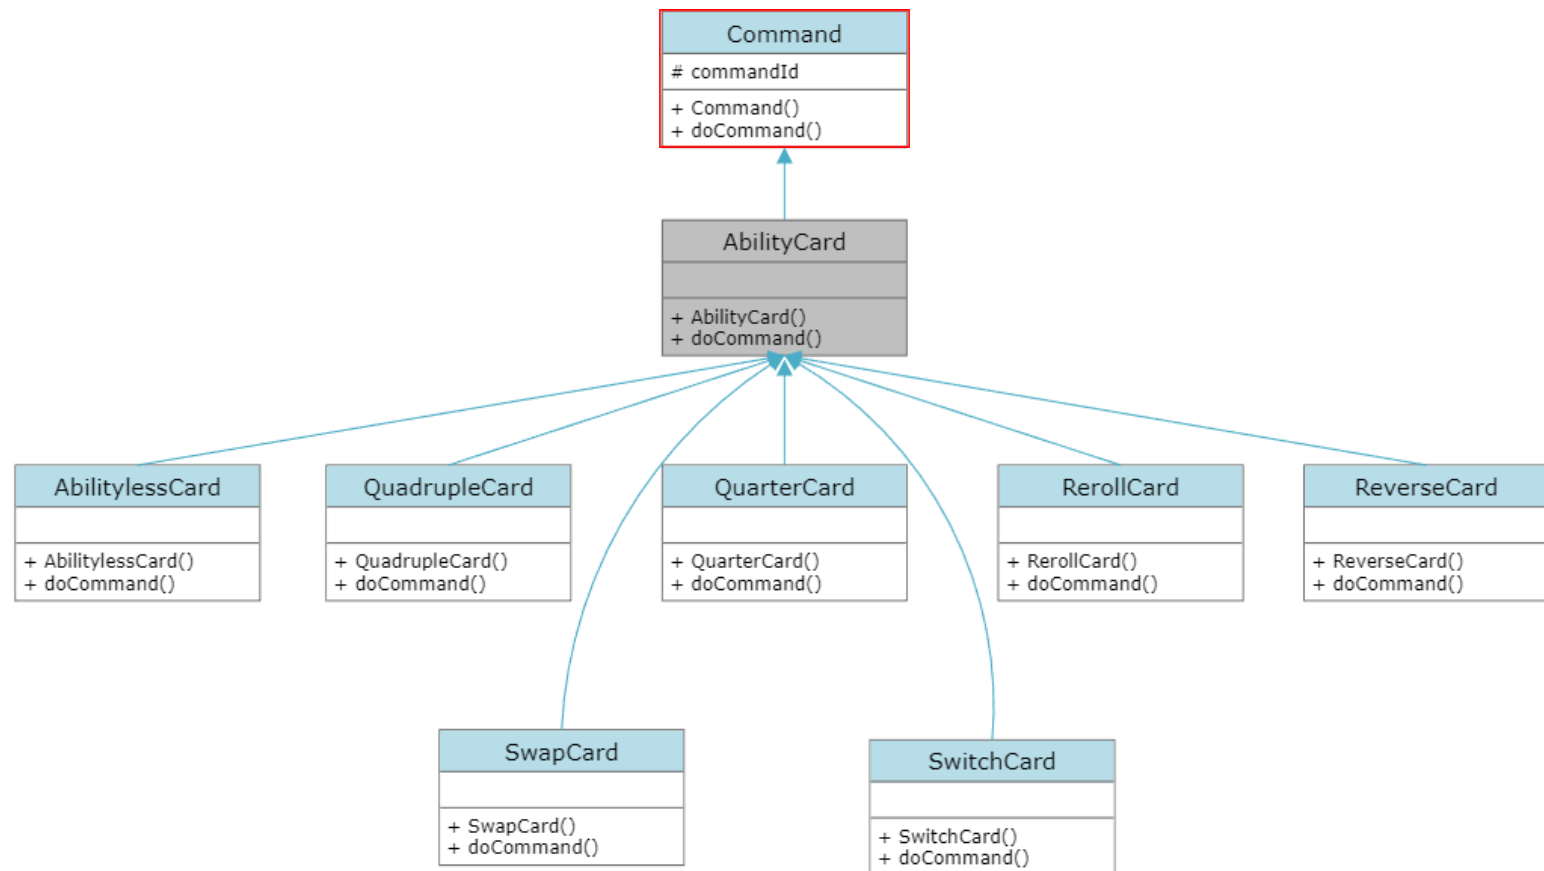 Command
# commandId
+ Command()
+ doCommand()
AbilityCard
+ AbilityCard()
+ doCommand()
AbilitylessCard
+ AbilitylessCard()
+ doCommand()
QuadrupleCard
+ QuadrupleCard()
+ doCommand()
QuarterCard
+ QuarterCard()
+ doCommand()
RerollCard
+ RerollCard()
+ doCommand()
ReverseCard
+ ReverseCard()
+ doCommand()
SwapCard
+ SwapCard()
+ doCommand()
SwitchCard
+ SwitchCard()
+ doCommand()